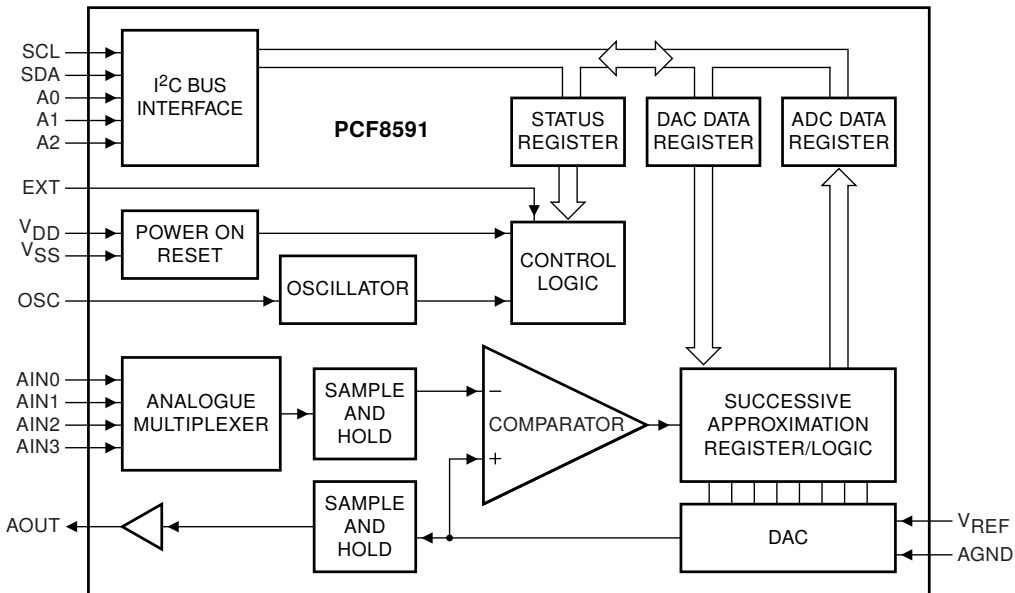 SCL
SDA
A0
A1
A2
I²C BUS
INTERFACE
PCF8591
STATUS
REGISTER
DAC DATA
REGISTER
ADC DATA
REGISTER
EXT
VDD
VSS
POWER ON
RESET
CONTROL
LOGIC
OSC
OSCILLATOR
AIN0
AIN1
AIN2
AIN3
ANALOGUE
MULTIPLEXER
SAMPLE
AND
HOLD
−
+
COMPARATOR
SUCCESSIVE
APPROXIMATION
REGISTER/LOGIC
AOUT
SAMPLE
AND
HOLD
DAC
VREF
AGND